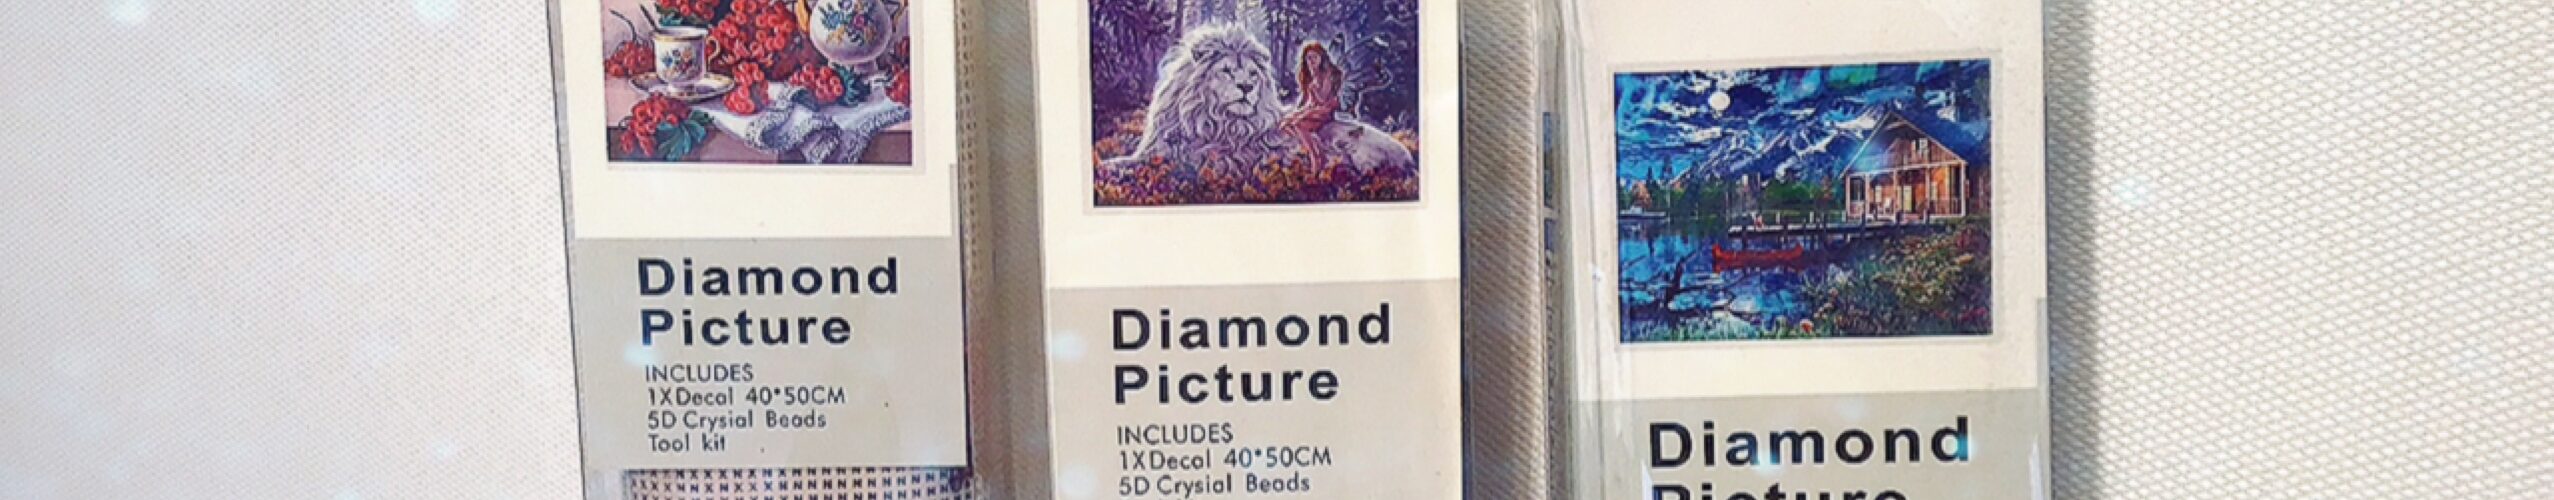 Diamond
Picture
INCLUDES
1XDecal 40*50CM
5D Crysial Beads
Tool kit
Diamond
Picture
INCLUDES
1XDecal 40*50CM
5D Crysial Beads
Diamond
Picture